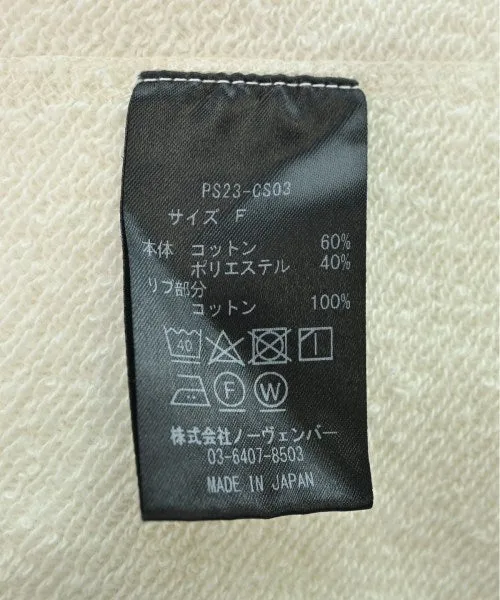 PS23-CS03
サイズ F
本体 コットン 60%
ポリエステル 40%
リブ部分
コットン 100%
40
F W
株式会社ノーヴェンバー
03-6407-8503
MADE IN JAPAN